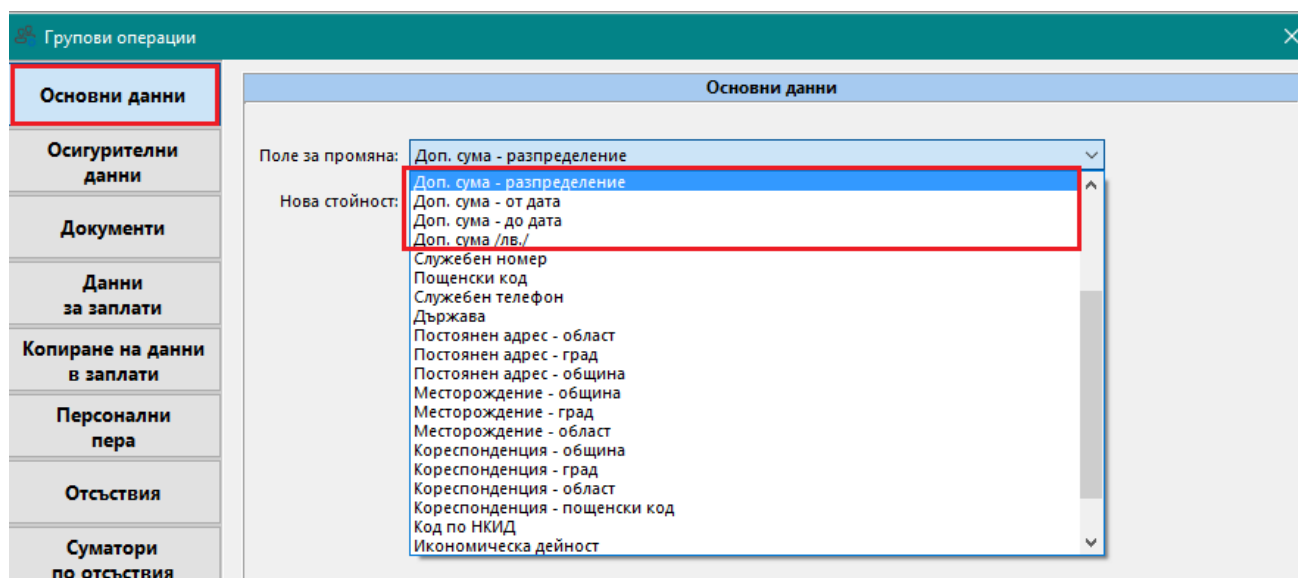 Групови операции
Основни данни
Осигурителни
данни
Документи
Данни
за заплати
Копиране на данни
в заплати
Персонални
пера
Отсъствия
Суматори
по отсъствия
Основни данни
Поле за промяна: Доп. сума - разпределение
Нова стойност:
Доп. сума - разпределение
Доп. сума - от дата
Доп. сума - до дата
Доп. сума /лв./
Служебен номер
Пощенски код
Служебен телефон
Държава
Постоянен адрес - област
Постоянен адрес - град
Постоянен адрес - община
Месторождение - община
Месторождение - град
Месторождение - област
Кореспонденция - община
Кореспонденция - град
Кореспонденция - област
Кореспонденция - пощенски код
Код по НКИД
Икономическа дейност